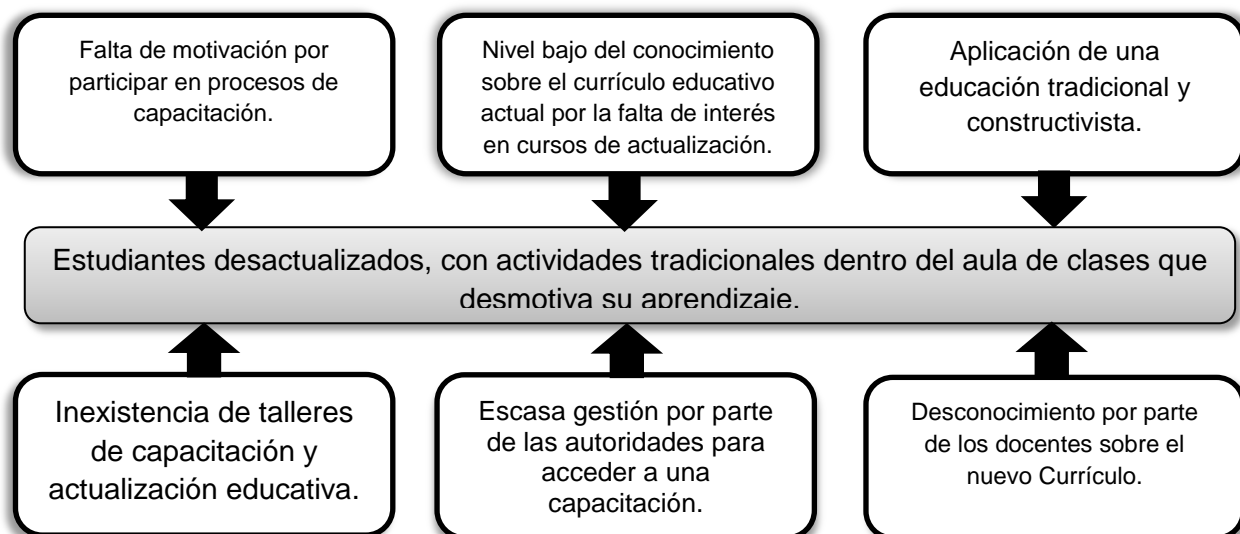 Falta de motivación por
participar en procesos de
capacitación.
Nivel bajo del conocimiento
sobre el currículo educativo
actual por la falta de interés
en cursos de actualización.
Aplicación de una
educación tradicional y
constructivista.
Estudiantes desactualizados, con actividades tradicionales dentro del aula de clases que
desmotiva su aprendizaje.
Inexistencia de talleres
de capacitación y
actualización educativa.
Escasa gestión por parte
de las autoridades para
acceder a una
capacitación.
Desconocimiento por parte
de los docentes sobre el
nuevo Currículo.